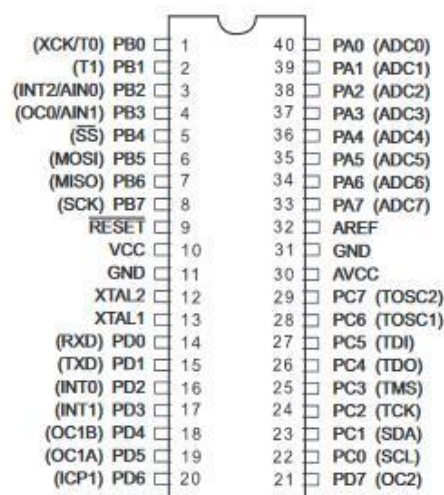 (XCK/T0) PB0 1 40 PA0 (ADC0)
(T1) PB1 2 39 PA1 (ADC1)
(INT2/AIN0) PB2 3 38 PA2 (ADC2)
(OC0/AIN1) PB3 4 37 PA3 (ADC3)
(SS) PB4 5 36 PA4 (ADC4)
(MOSI) PB5 6 35 PA5 (ADC5)
(MISO) PB6 7 34 PA6 (ADC6)
(SCK) PB7 8 33 PA7 (ADC7)
RESET 9 32 AREF
VCC 10 31 GND
GND 11 30 AVCC
XTAL2 12 29 PC7 (TOSC2)
XTAL1 13 28 PC6 (TOSC1)
(RXD) PD0 14 27 PC5 (TDI)
(TXD) PD1 15 26 PC4 (TDO)
(INT0) PD2 16 25 PC3 (TMS)
(INT1) PD3 17 24 PC2 (TCK)
(OC1B) PD4 18 23 PC1 (SDA)
(OC1A) PD5 19 22 PC0 (SCL)
(ICP1) PD6 20 21 PD7 (OC2)